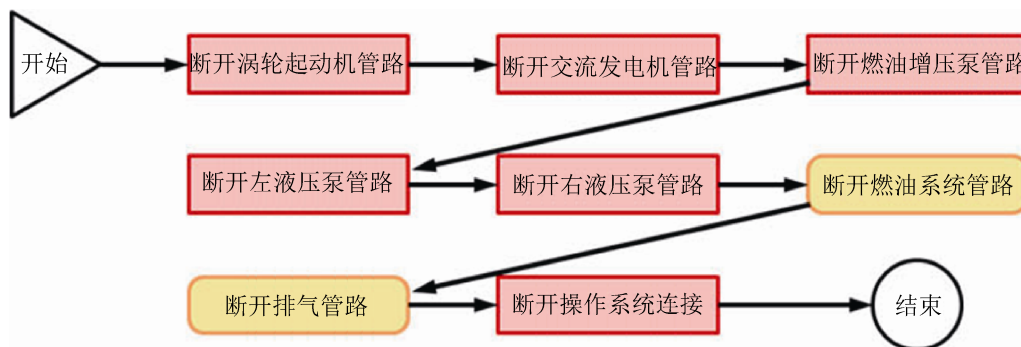 开始
断开涡轮起动机管路
断开交流发电机管路
断开燃油增压泵管路
断开左液压泵管路
断开右液压泵管路
断开燃油系统管路
断开排气管路
断开操作系统连接
结束